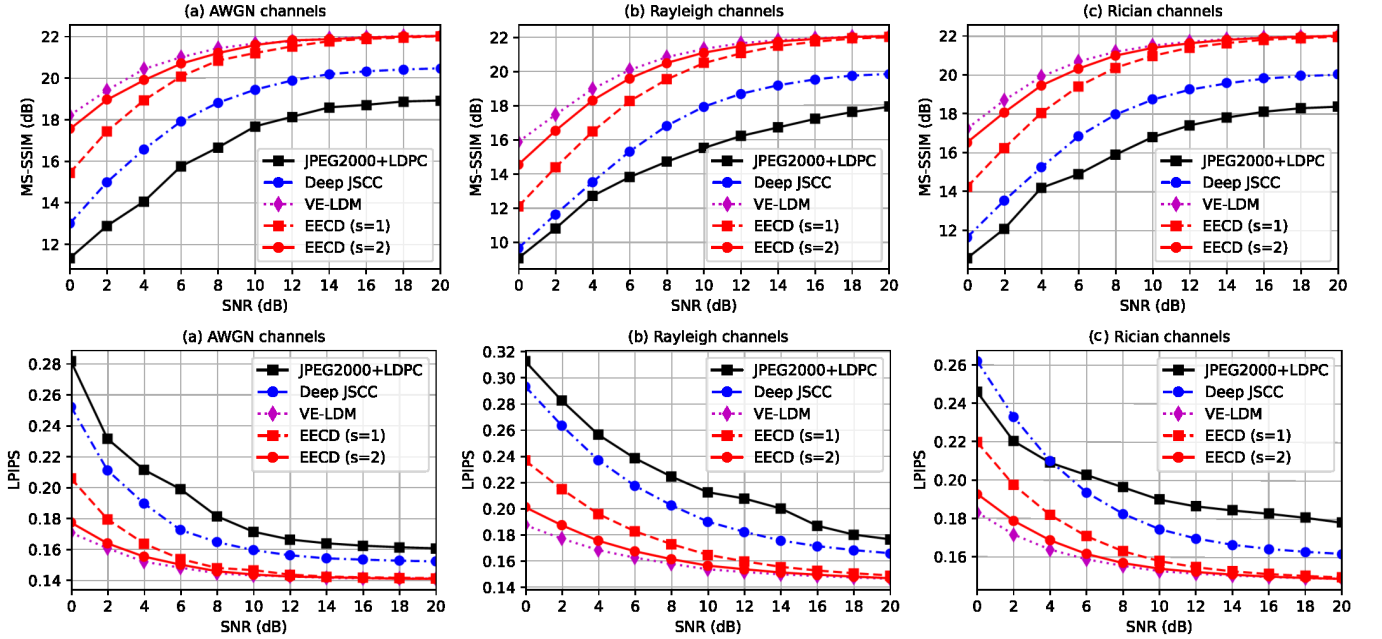 (a) AWGN channels
MS-SSIM (dB)
22
20
18
16
14
12
0 2 4 6 8 10 12 14 16 18 20
SNR (dB)
JPEG2000+LDPC
Deep JSCC
VE-LDM
EECD (s=1)
EECD (s=2)
(b) Rayleigh channels
MS-SSIM (dB)
22
20
18
16
14
12
10
0 2 4 6 8 10 12 14 16 18 20
SNR (dB)
JPEG2000+LDPC
Deep JSCC
VE-LDM
EECD (s=1)
EECD (s=2)
(c) Rician channels
MS-SSIM (dB)
22
20
18
16
14
12
0 2 4 6 8 10 12 14 16 18 20
SNR (dB)
JPEG2000+LDPC
Deep JSCC
VE-LDM
EECD (s=1)
EECD (s=2)
(a) AWGN channels
LPIPS
0.28
0.26
0.24
0.22
0.20
0.18
0.16
0.14
0 2 4 6 8 10 12 14 16 18 20
SNR (dB)
JPEG2000+LDPC
Deep JSCC
VE-LDM
EECD (s=1)
EECD (s=2)
(b) Rayleigh channels
LPIPS
0.32
0.30
0.28
0.26
0.24
0.22
0.20
0.18
0.16
0.14
0 2 4 6 8 10 12 14 16 18 20
SNR (dB)
JPEG2000+LDPC
Deep JSCC
VE-LDM
EECD (s=1)
EECD (s=2)
(c) Rician channels
LPIPS
0.26
0.24
0.22
0.20
0.18
0.16
0 2 4 6 8 10 12 14 16 18 20
SNR (dB)
JPEG2000+LDPC
Deep JSCC
VE-LDM
EECD (s=1)
EECD (s=2)